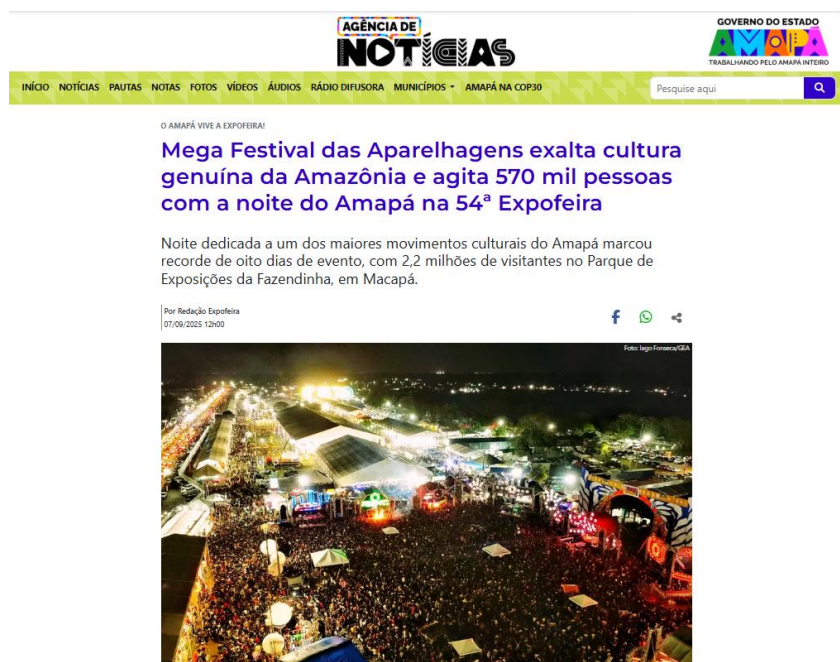 AGÊNCIA DE
NOTÍCIAS
GOVERNO DO ESTADO
AMAPÁ
TRABALHANDO PELO AMAPÁ INTEIRO
INÍCIO NOTÍCIAS PAUTAS NOTAS FOTOS VÍDEOS ÁUDIOS RÁDIO DIFUSORA MUNICÍPIOS AMAPÁ NA COP30
Pesquise aqui
O AMAPÁ VIVE A EXPOFEIRA!
Mega Festival das Aparelhagens exalta cultura
genuína da Amazônia e agita 570 mil pessoas
com a noite do Amapá na 54ª Expofeira
Noite dedicada a um dos maiores movimentos culturais do Amapá marcou
recorde de oito dias de evento, com 2,2 milhões de visitantes no Parque de
Exposições da Fazendinha, em Macapá.
Por Redação Expofeira
07/09/2025 12h00
Foto: Iago Fonseca/GEA